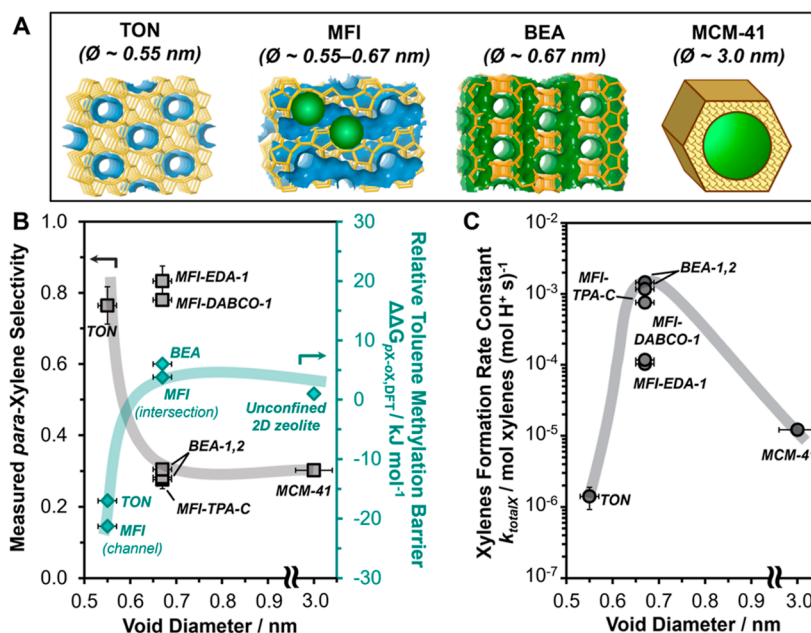 A
TON
(Ø ~ 0.55 nm)
MFI
(Ø ~ 0.55–0.67 nm)
BEA
(Ø ~ 0.67 nm)
MCM-41
(Ø ~ 3.0 nm)
B
Measured para-Xylene Selectivity
1.0
0.8
0.6
0.4
0.2
0.0
MFI-EDA-1
MFI-DABCO-1
TON
BEA
MFI
(intersection)
Unconfined
2D zeolite
BEA-1,2
MCM-41
TON
MFI-TPA-C
MFI
(channel)
30
20
10
0
-10
-20
-30
Relative Toluene Methylation Barrier
ΔΔGpX-oX,DFT / kJ mol-1
0.5 0.6 0.7 0.8 3.0
Void Diameter / nm
C
Xylenes Formation Rate Constant
ktotalX / mol xylenes (mol H+ s)-1
10-2
10-3
10-4
10-5
10-6
10-7
BEA-1,2
MFI-
TPA-C
MFI-
DABCO-1
MFI-EDA-1
MCM-41
TON
0.5 0.6 0.7 0.8 3.0
Void Diameter / nm